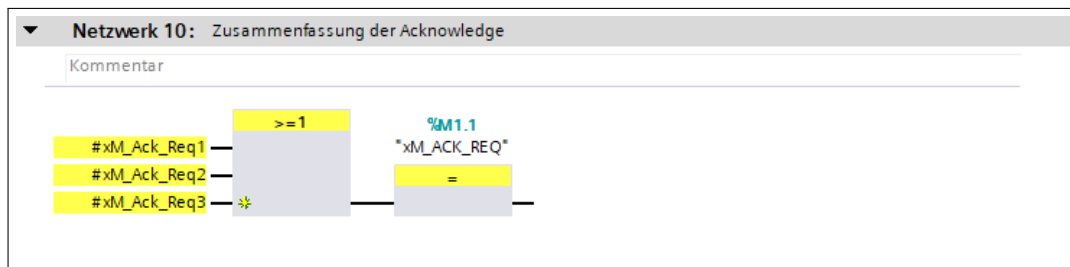 Netzwerk 10: Zusammenfassung der Acknowledge
Kommentar
>=1
%M1.1
#xM_Ack_Req1
"xM_ACK_REQ"
#xM_Ack_Req2
=
#xM_Ack_Req3